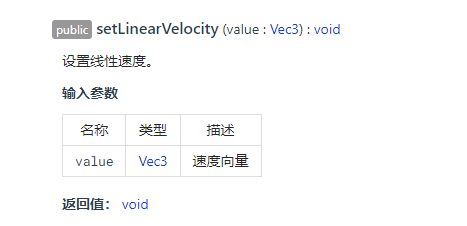 public setLinearVelocity (value : Vec3) : void
设置线性速度。
输入参数
名称 类型 描述
value Vec3 速度向量
返回值： void